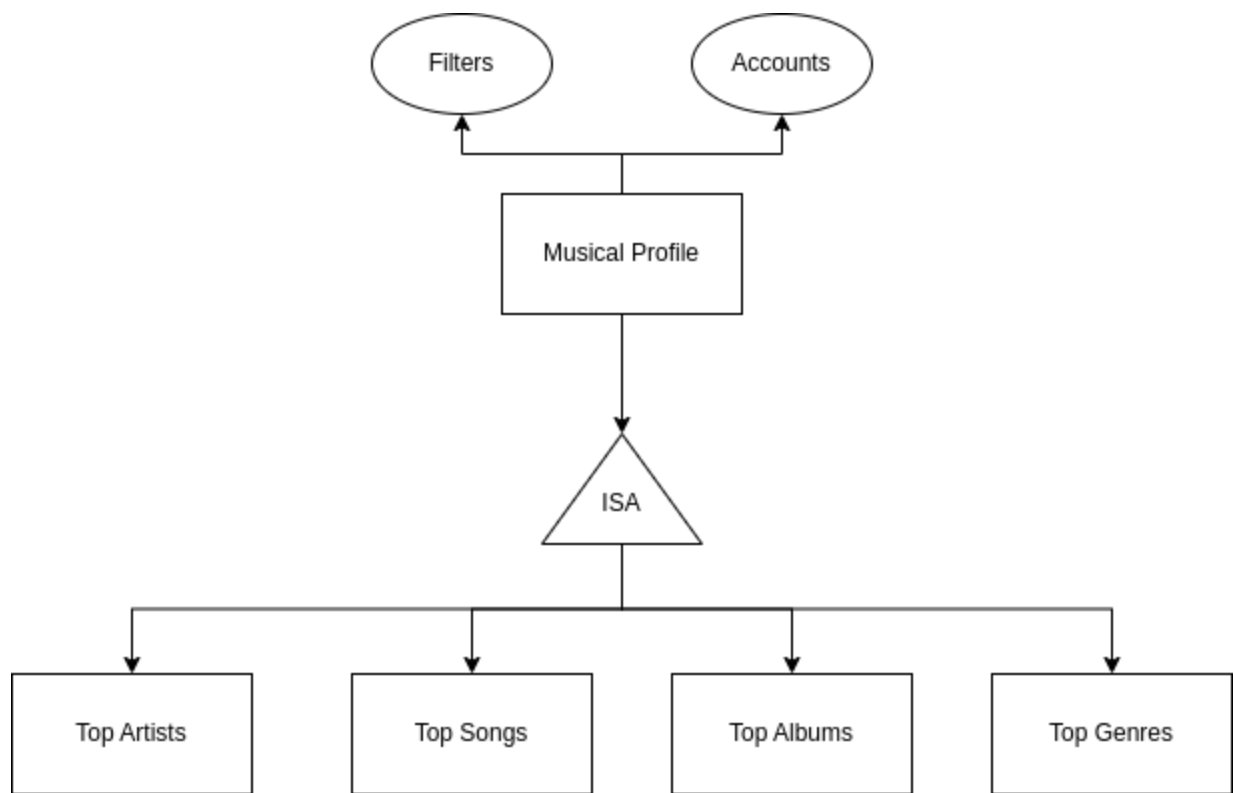 Filters
Accounts
Musical Profile
ISA
Top Artists
Top Songs
Top Albums
Top Genres